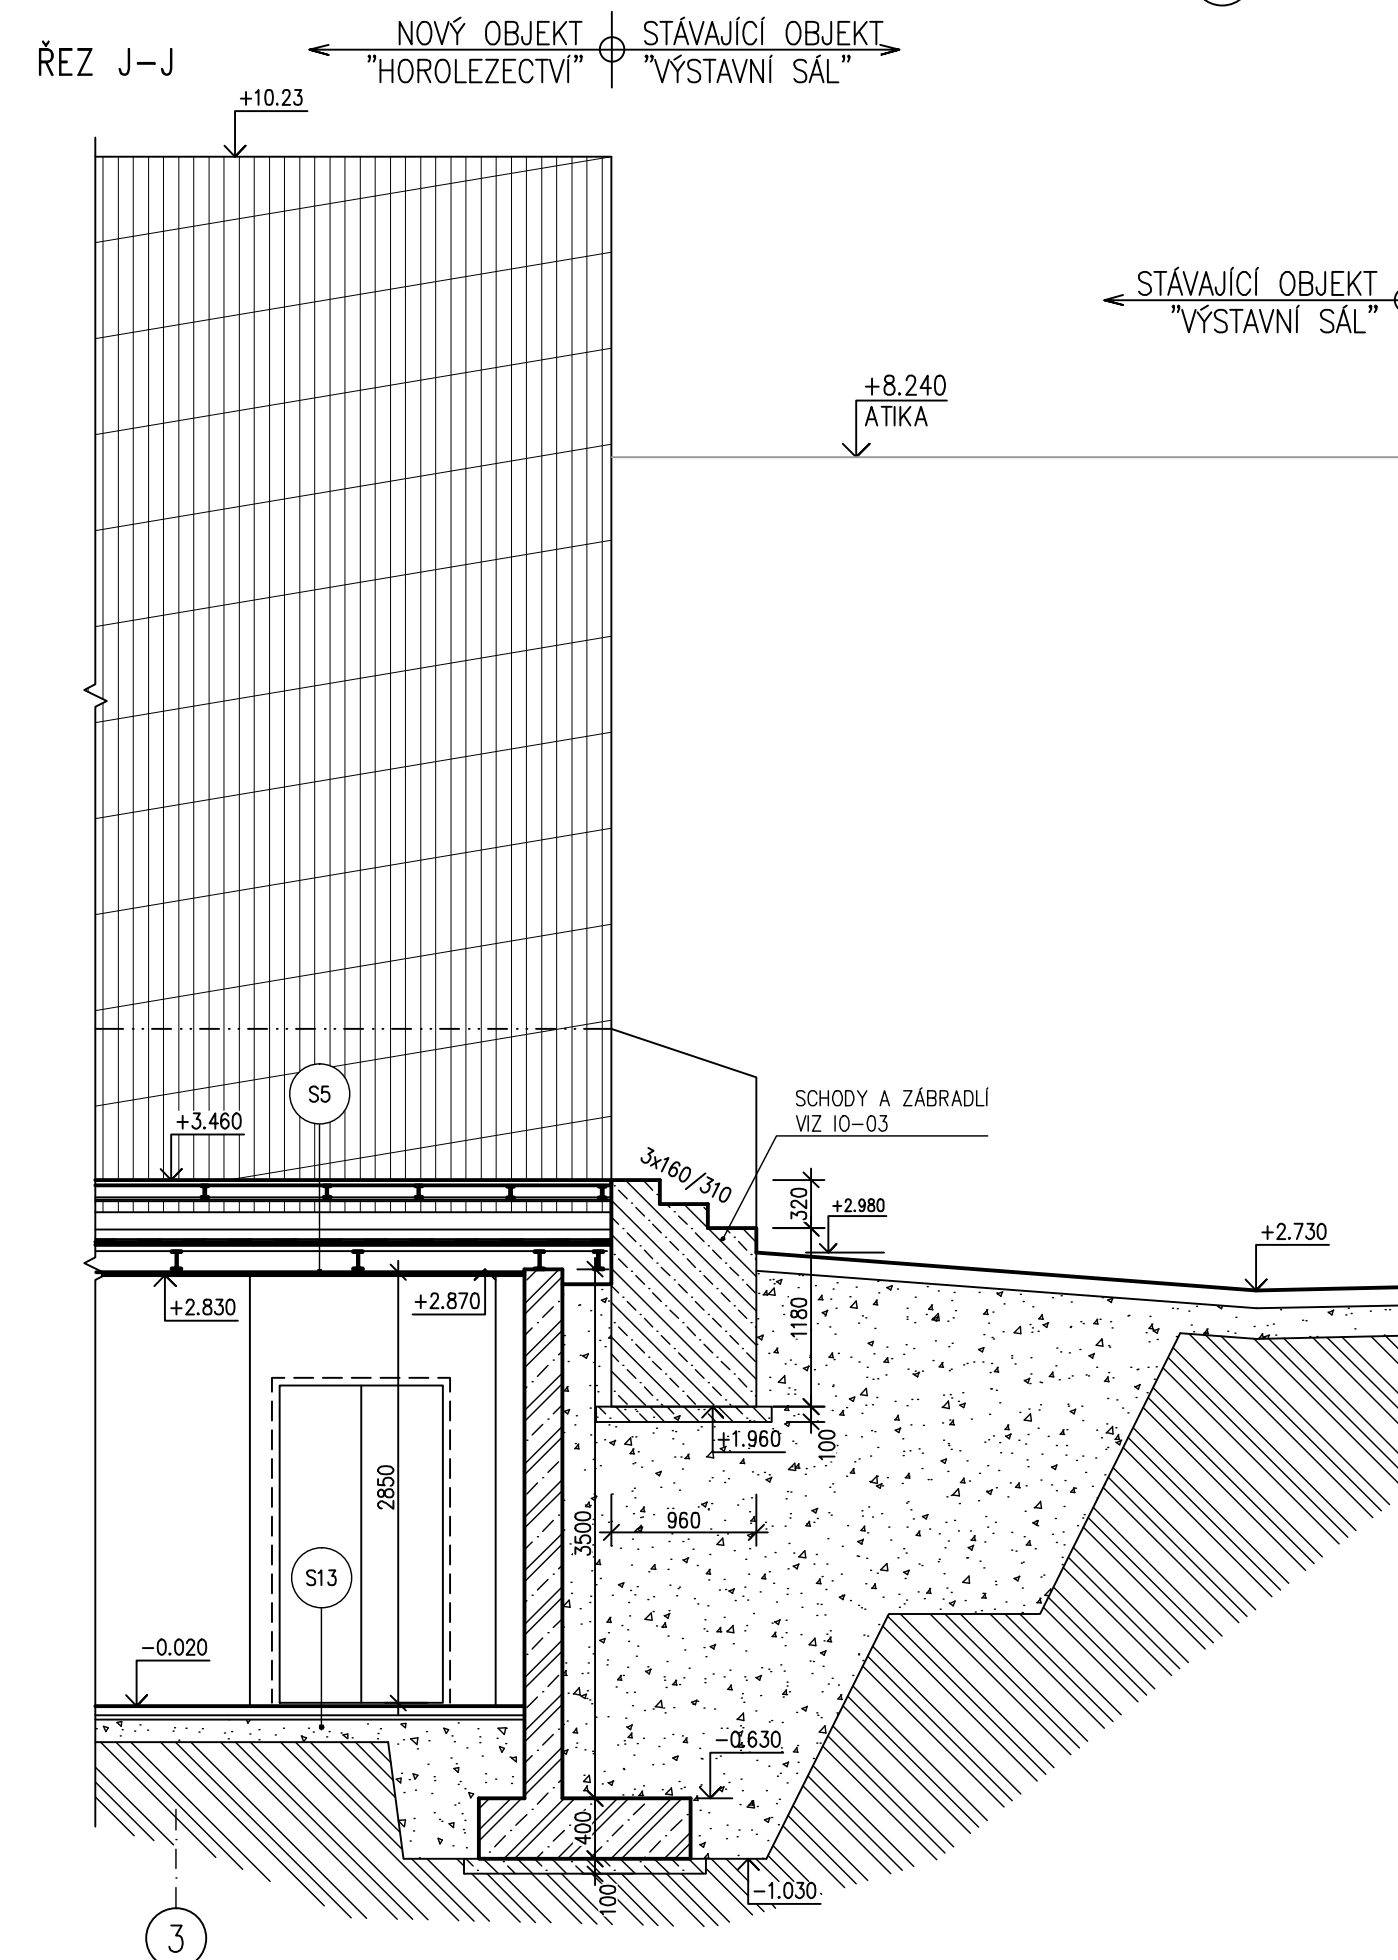 ŘEZ J-J
NOVÝ OBJEKT
"HOROLEZECTVÍ"
STÁVAJÍCÍ OBJEKT
"VÝSTAVNÍ SÁL"
+10.23
STÁVAJÍCÍ OBJEKT
"VÝSTAVNÍ SÁL"
+8.240
ATIKA
S5
+3.460
SCHODY A ZÁBRADLÍ
VIZ IO-03
3x160/310
320
+2.980
+2.730
+2.830
+2.870
1180
+1.960
100
2850
3500
960
S13
-0.020
-0.630
400
100
-1.030
3